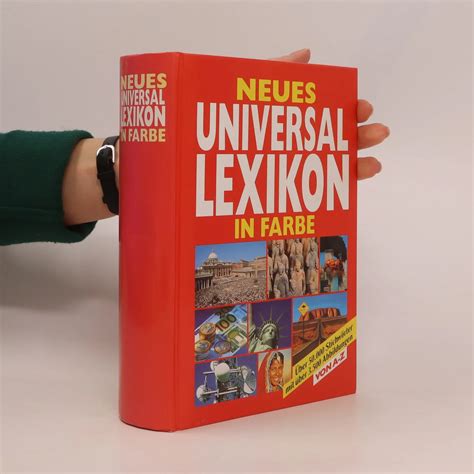 NEUES
UNIVERSAL
LEXIKON
IN FARBE
NEUES
UNIVERSAL
LEXIKON
IN FARBE
Über 50.000 Stichwörter
mit über 3.500 Abbildungen
VON A-Z